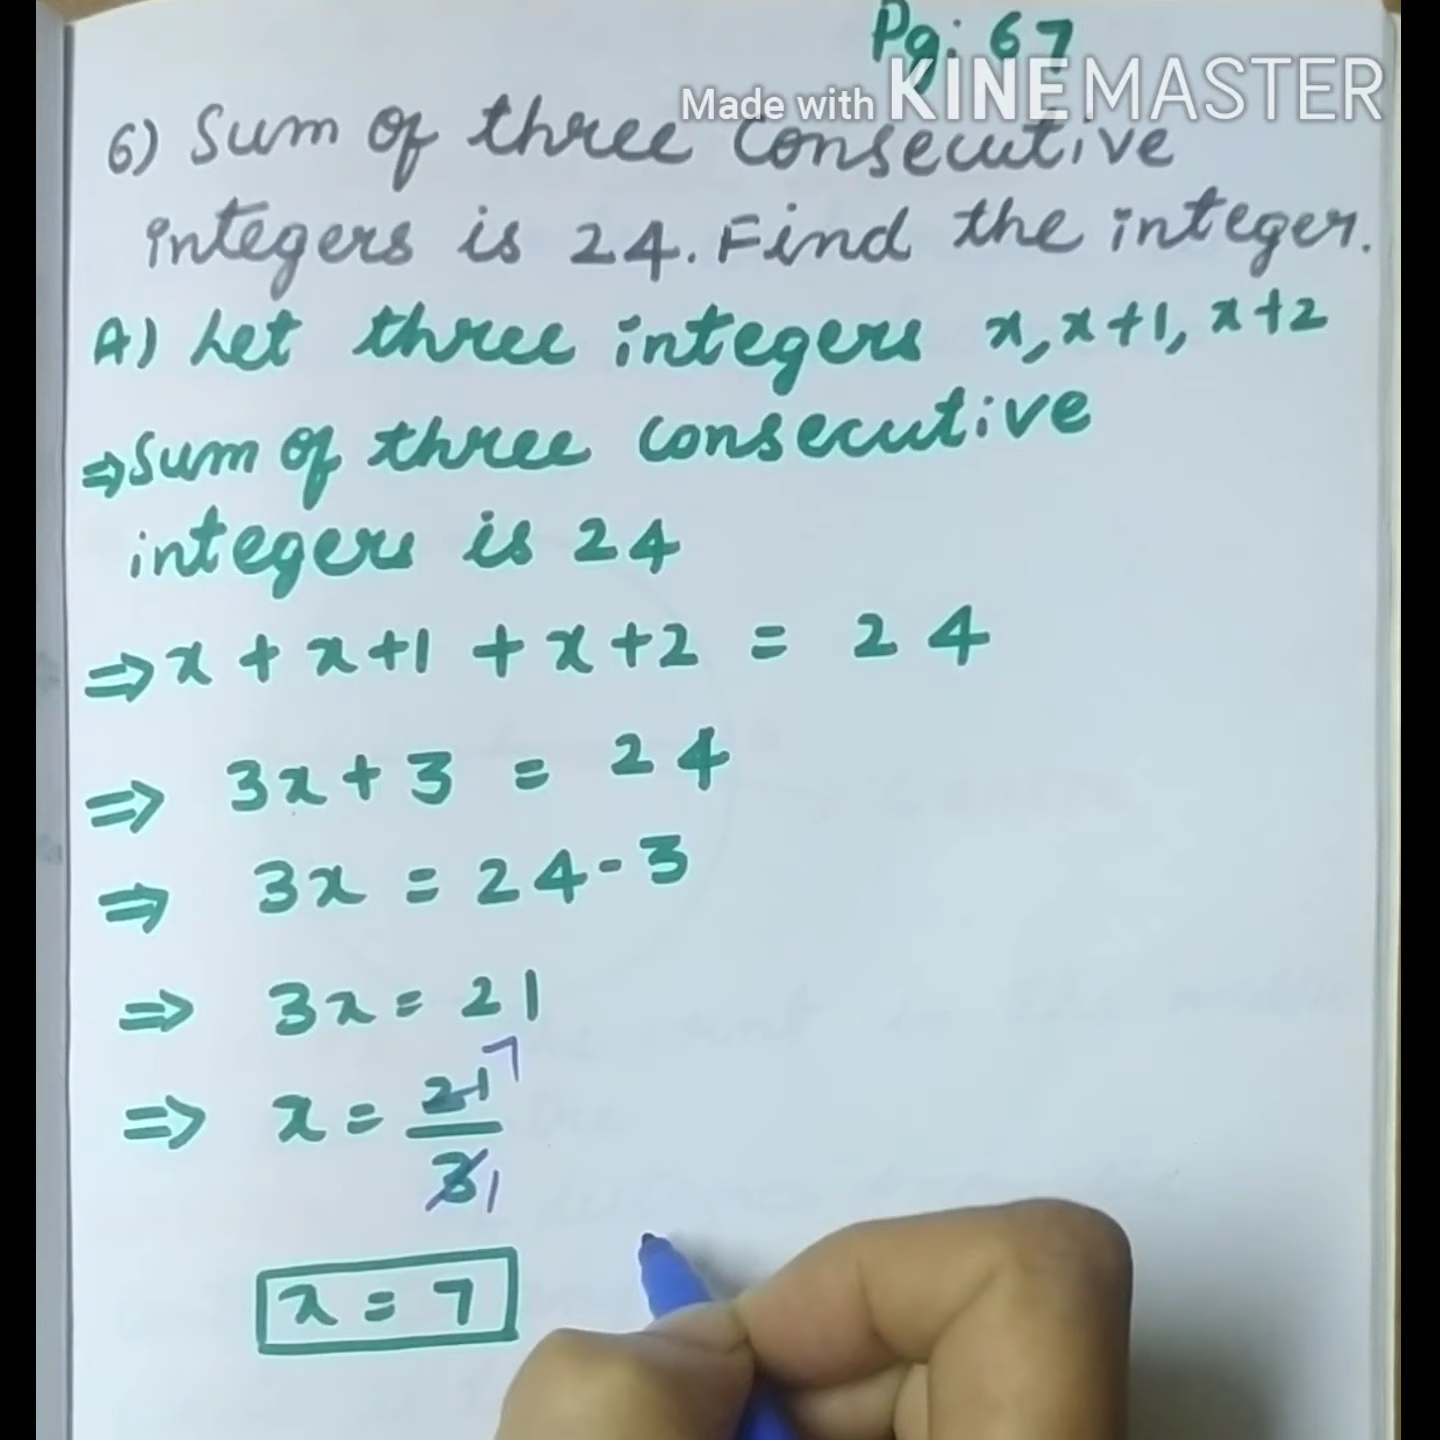 Pg: 67
Made with KINEMASTER
6) Sum of three consecutive
integers is 24. Find the integer.
A) Let three integers x, x+1, x+2
⇒ Sum of three consecutive
integers is 24
⇒ x + x+1 + x+2 = 24
⇒ 3x + 3 = 24
⇒ 3x = 24 - 3
⇒ 3x = 21
7
⇒ x = 21
3 1
x = 7